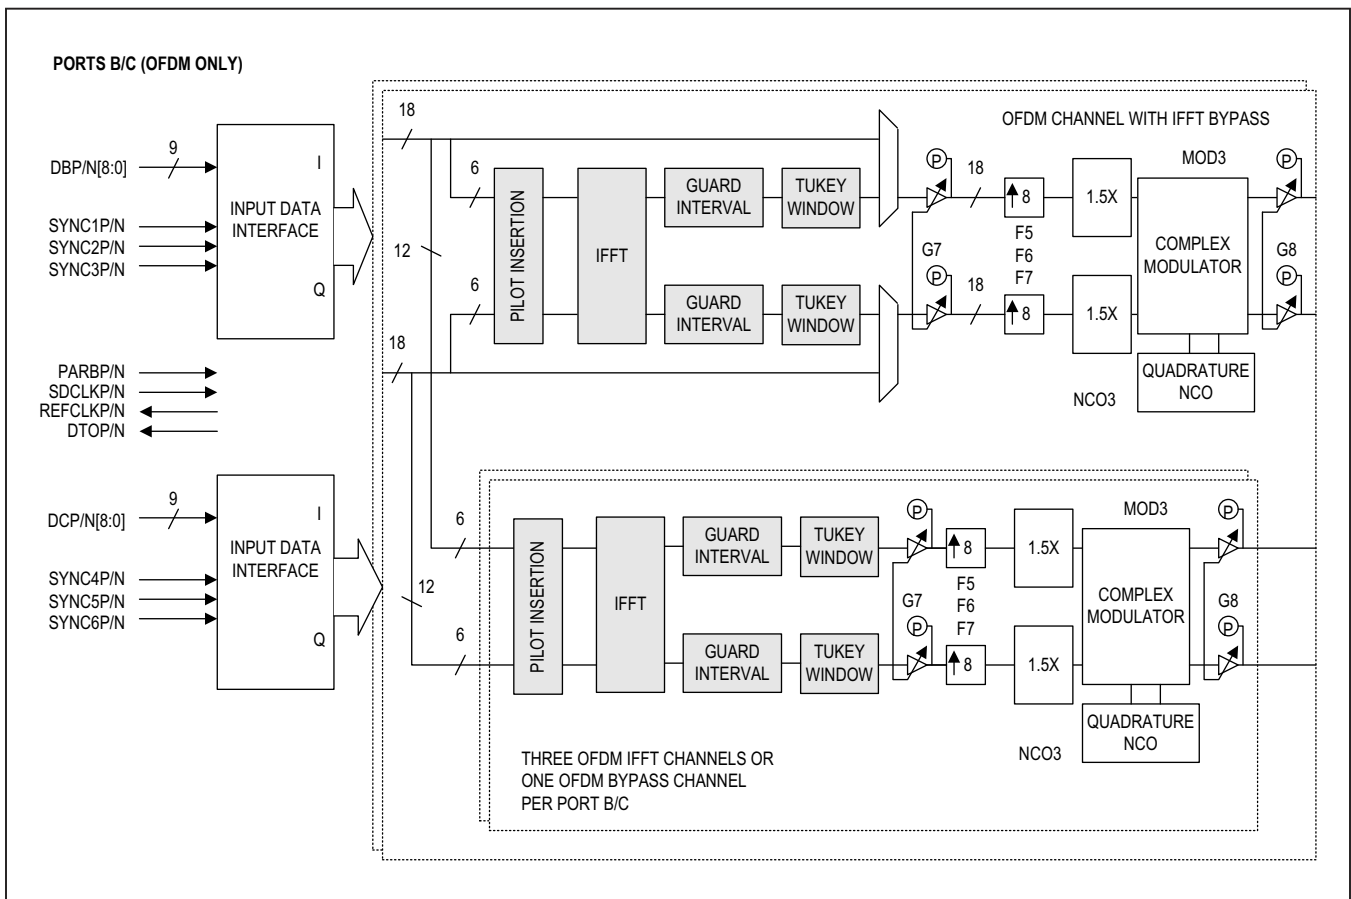 PORTS B/C (OFDM ONLY)
18
OFDM CHANNEL WITH IFFT BYPASS
9
DBP/N[8:0]
I
INPUT DATA
INTERFACE
Q
SYNC1P/N
SYNC2P/N
SYNC3P/N
12
6
6
PILOT INSERTION
IFFT
GUARD
INTERVAL
TUKEY
WINDOW
GUARD
INTERVAL
TUKEY
WINDOW
P
G7
P
18
18
8
F5
F6
F7
8
1.5X
1.5X
MOD3
COMPLEX
MODULATOR
P
G8
P
QUADRATURE
NCO
NCO3
18
PARBP/N
SDCLKP/N
REFCLKP/N
DTOP/N
9
DCP/N[8:0]
I
INPUT DATA
INTERFACE
Q
SYNC4P/N
SYNC5P/N
SYNC6P/N
12
6
6
PILOT INSERTION
IFFT
GUARD
INTERVAL
TUKEY
WINDOW
GUARD
INTERVAL
TUKEY
WINDOW
P
G7
P
8
F5
F6
F7
8
1.5X
1.5X
MOD3
COMPLEX
MODULATOR
P
G8
P
QUADRATURE
NCO
NCO3
THREE OFDM IFFT CHANNELS OR
ONE OFDM BYPASS CHANNEL
PER PORT B/C